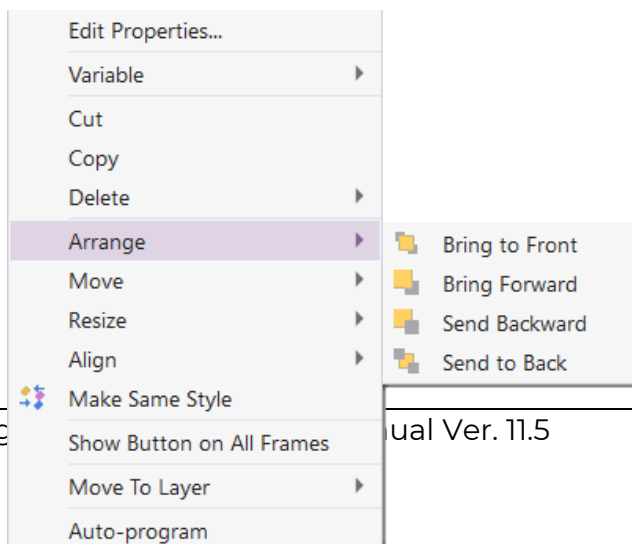 Edit Properties...
Variable
Cut
Copy
Delete
Arrange
Bring to Front
Move
Bring Forward
Resize
Send Backward
Align
Send to Back
Make Same Style
Show Button on All Frames
Ver. 11.5
Move To Layer
Auto-program